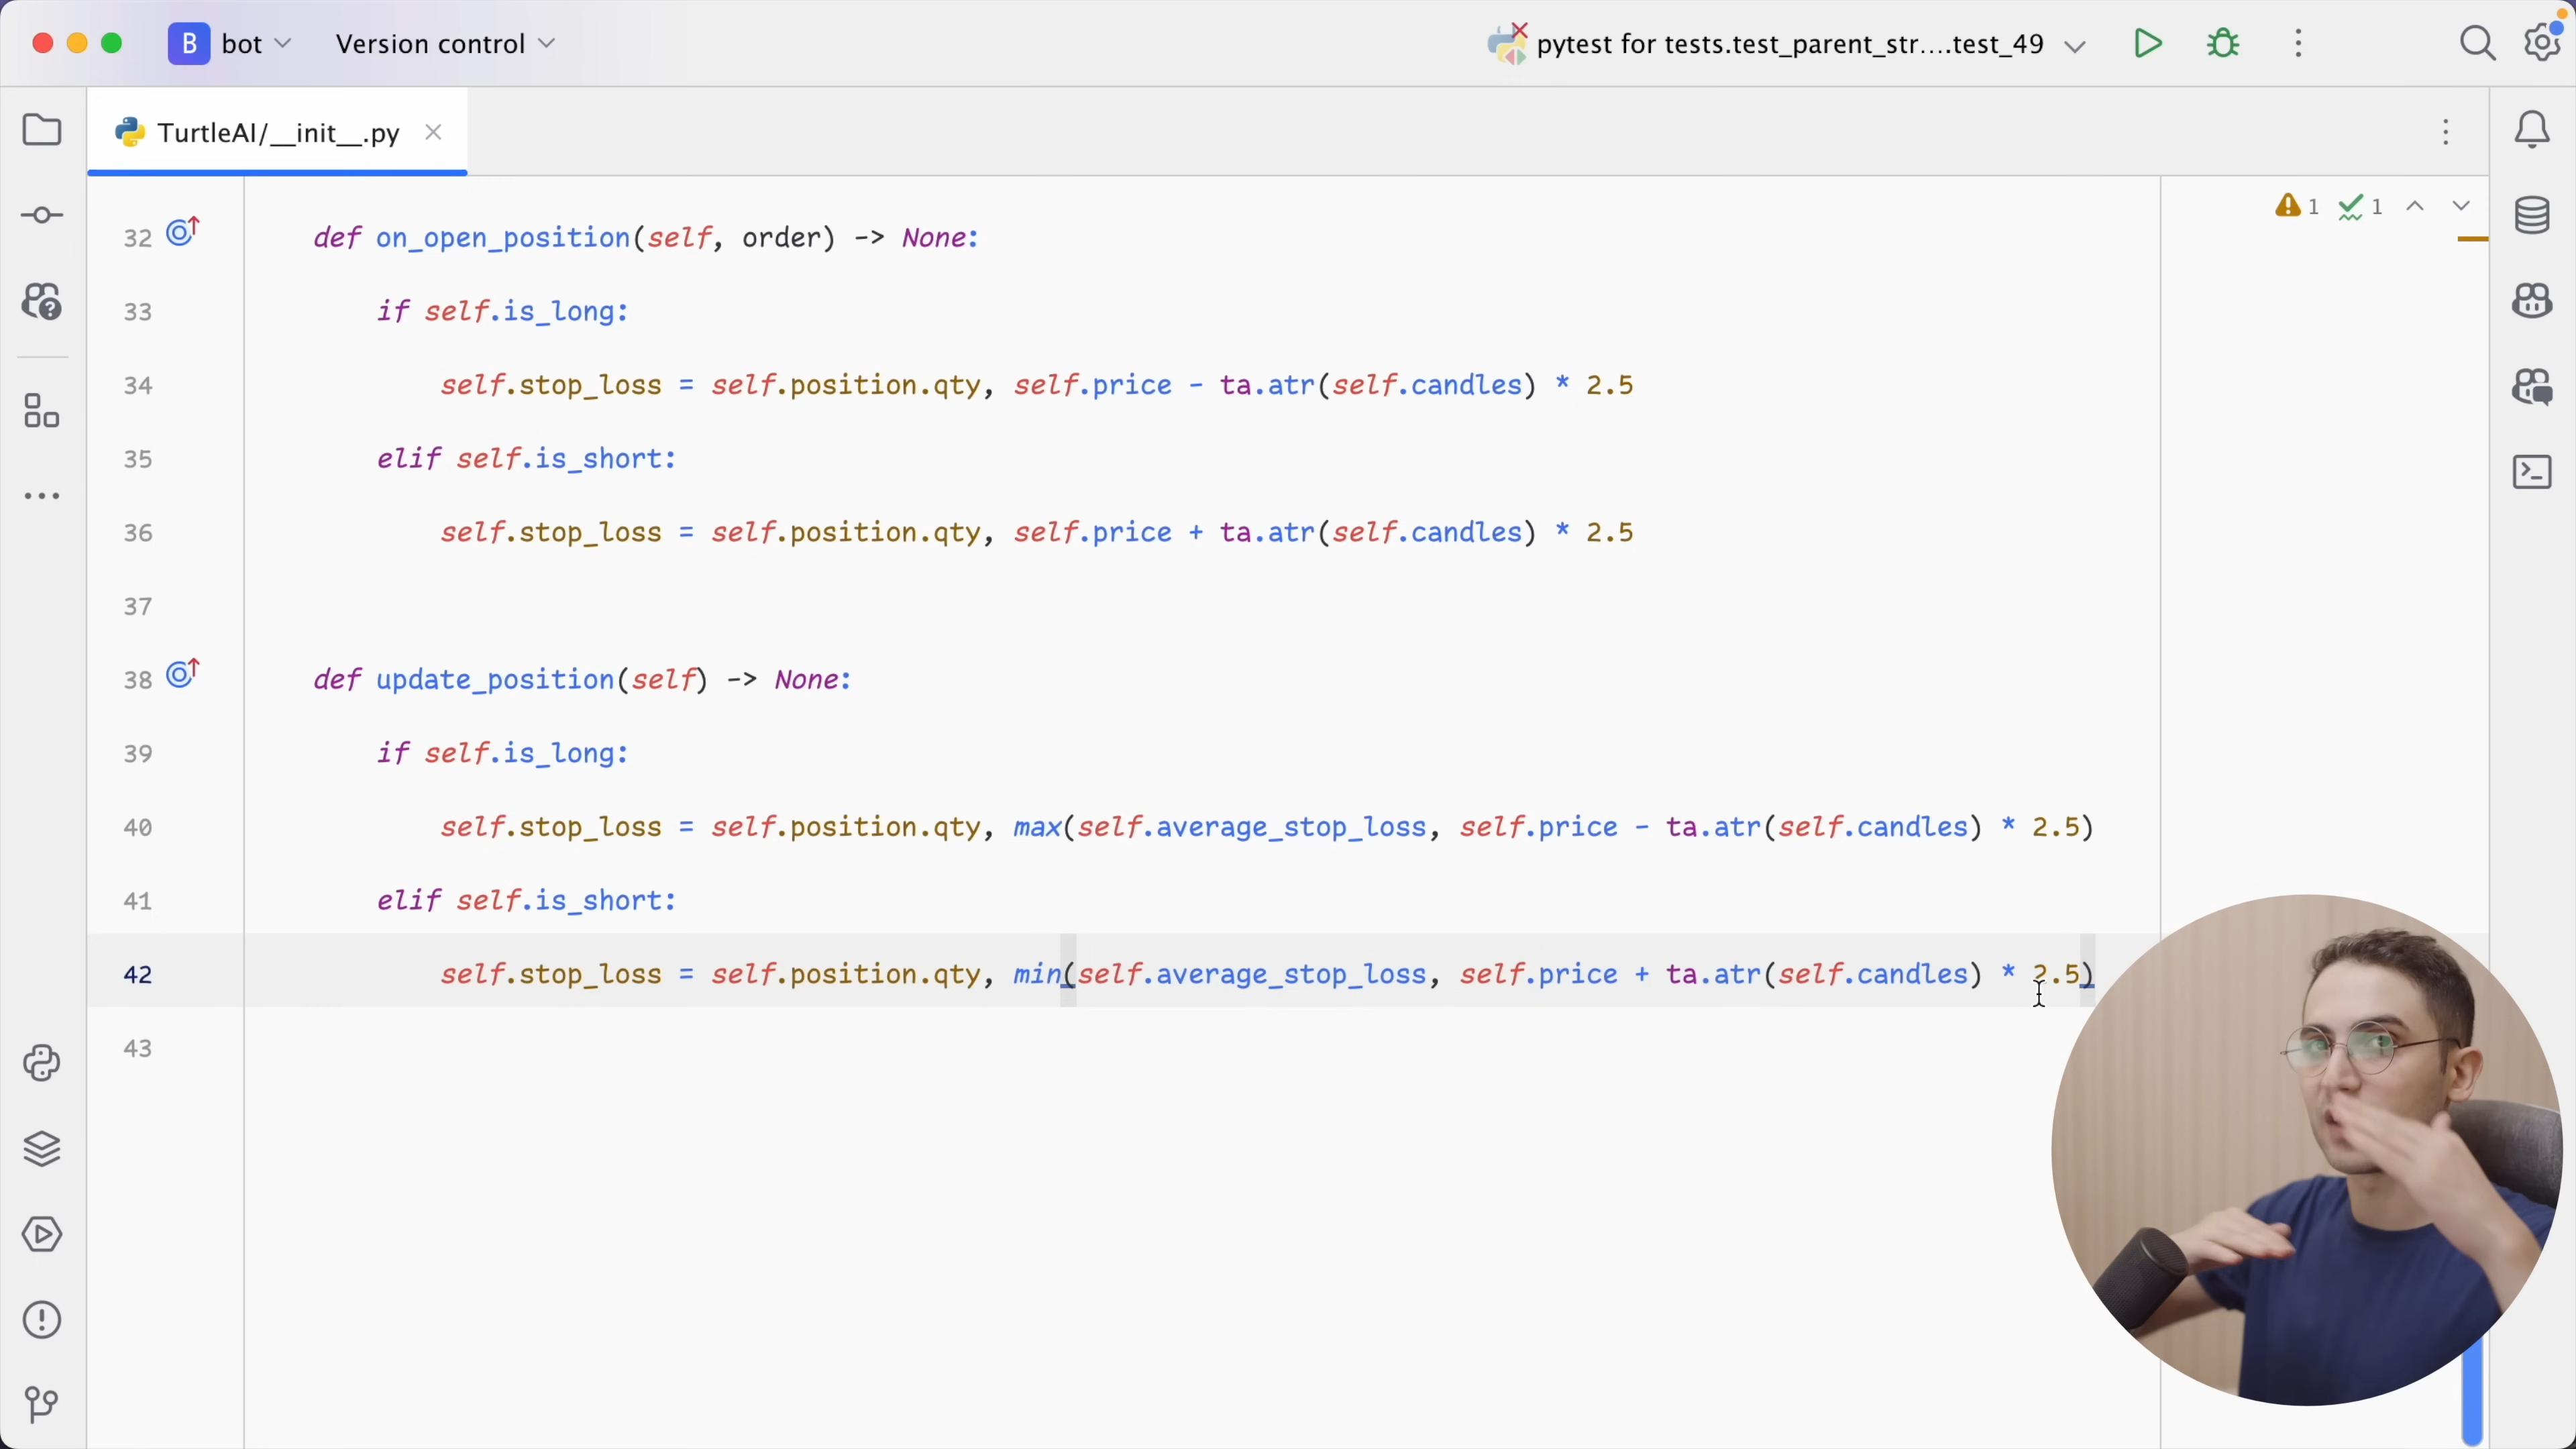 B bot Version control pytest for tests.test_parent_str....test_49
TurtleAI/__init__.py
1 1
32 def on_open_position(self, order) -> None:
33 if self.is_long:
34 self.stop_loss = self.position.qty, self.price - ta.atr(self.candles) * 2.5
35 elif self.is_short:
36 self.stop_loss = self.position.qty, self.price + ta.atr(self.candles) * 2.5
37
38 def update_position(self) -> None:
39 if self.is_long:
40 self.stop_loss = self.position.qty, max(self.average_stop_loss, self.price - ta.atr(self.candles) * 2.5)
41 elif self.is_short:
42 self.stop_loss = self.position.qty, min(self.average_stop_loss, self.price + ta.atr(self.candles) * 2.5)
43